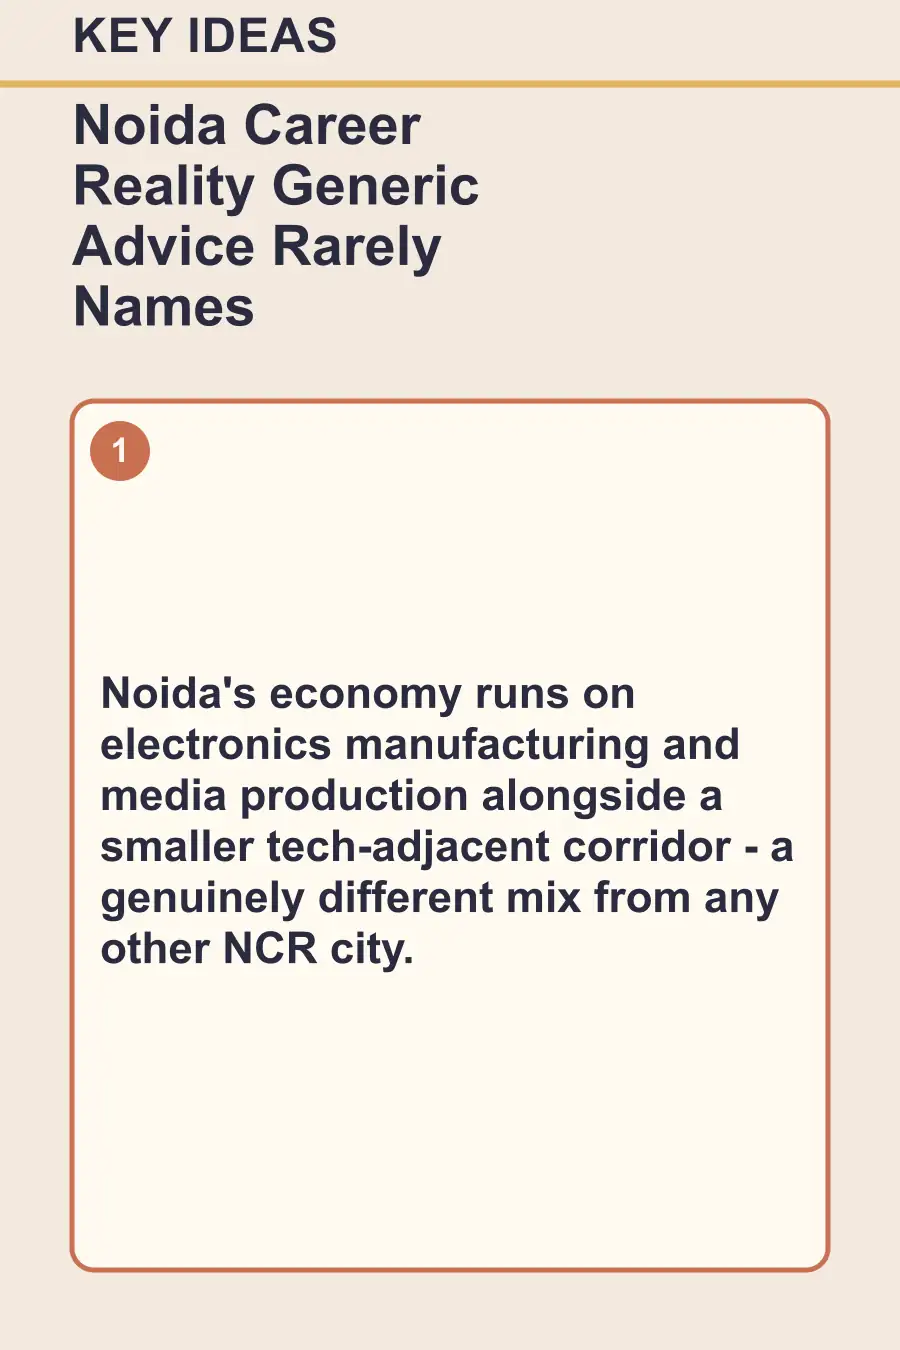 KEY IDEAS
Noida Career
Reality Generic
Advice Rarely
Names
1
Noida's economy runs on
electronics manufacturing and
media production alongside a
smaller tech-adjacent corridor - a
genuinely different mix from any
other NCR city.